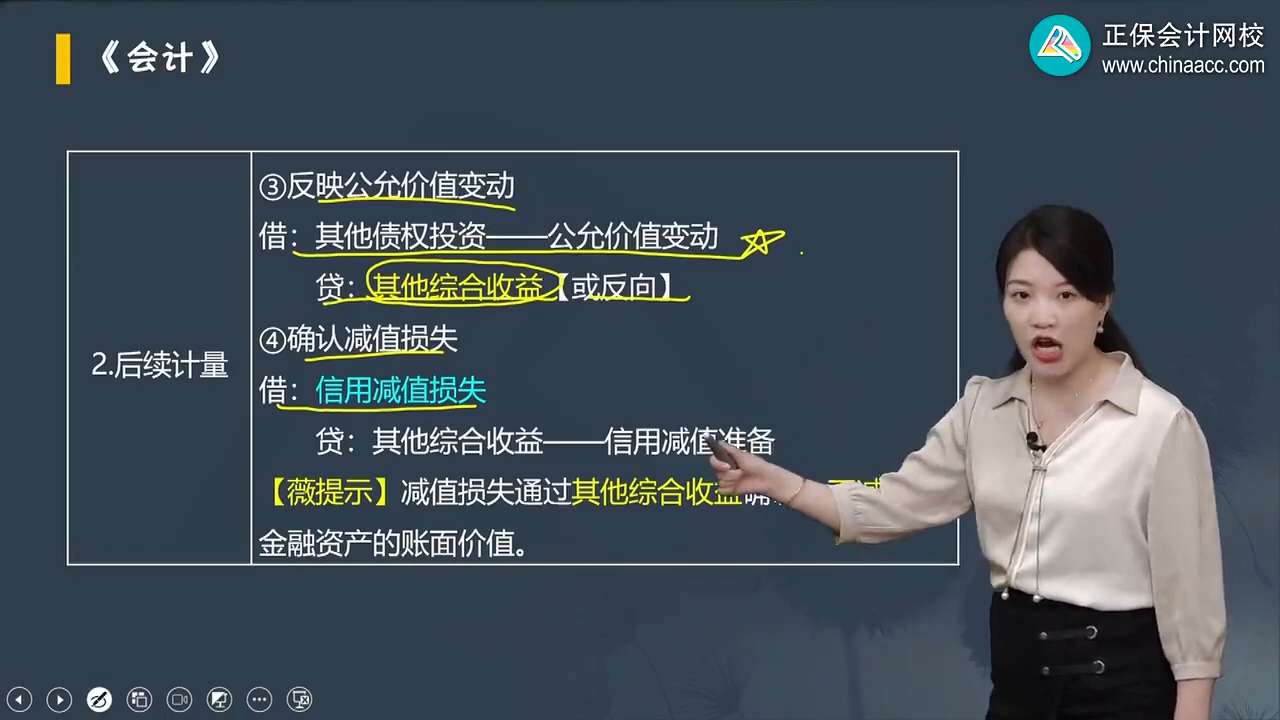 《会计》
正保会计网校
www.chinaacc.com
③反映公允价值变动
借：其他债权投资——公允价值变动
贷：其他综合收益【或反向】
④确认减值损失
2.后续计量
借：信用减值损失
贷：其他综合收益——信用减值准备
【薇提示】减值损失通过其他综合收益
金融资产的账面价值。